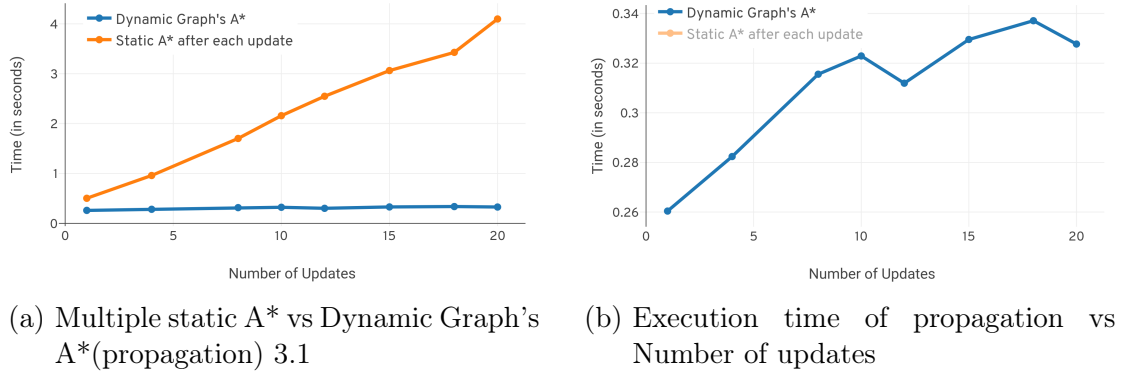 Dynamic Graph's A*
Static A* after each update
Time (in seconds)
4
3
2
1
0
0
5
10
15
20
Number of Updates
(a) Multiple static A* vs Dynamic Graph's
A*(propagation) 3.1
Dynamic Graph's A*
Static A* after each update
Time (in seconds)
0.34
0.32
0.3
0.28
0.26
0
5
10
15
20
Number of Updates
(b) Execution time of propagation vs
Number of updates